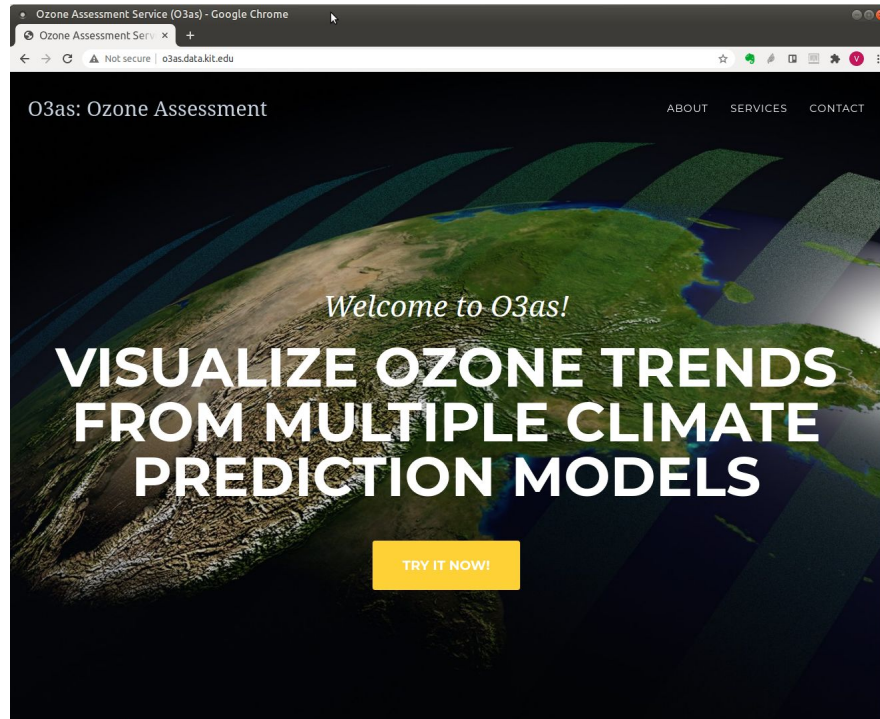 Ozone Assessment Service (O3as) - Google Chrome
Ozone Assessment Serv
Not secure | o3as.data.kit.edu
V
O3as: Ozone Assessment
ABOUT SERVICES CONTACT
Welcome to O3as!
VISUALIZE OZONE TRENDS
FROM MULTIPLE CLIMATE
PREDICTION MODELS
TRY IT NOW!